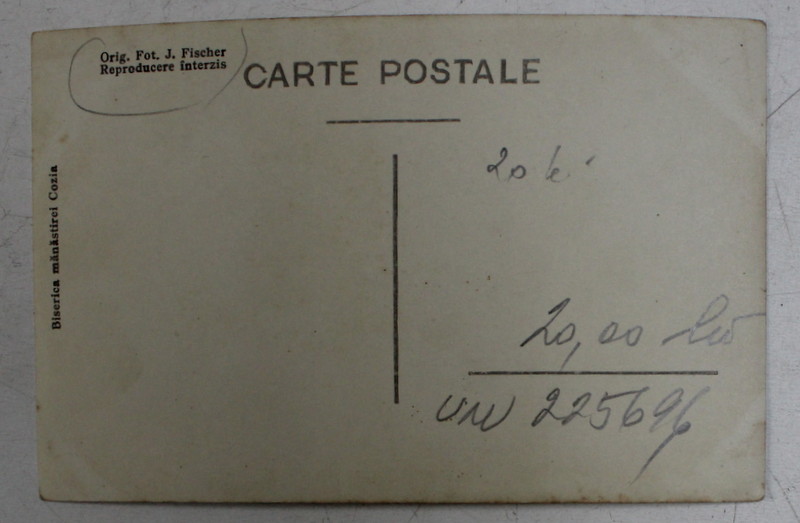 Orig. Fot. J. Fischer
Reproducere interzis
CARTE POSTALE
Biserica mănăstirei Cozia
20 lei
20,00 Lei
225696